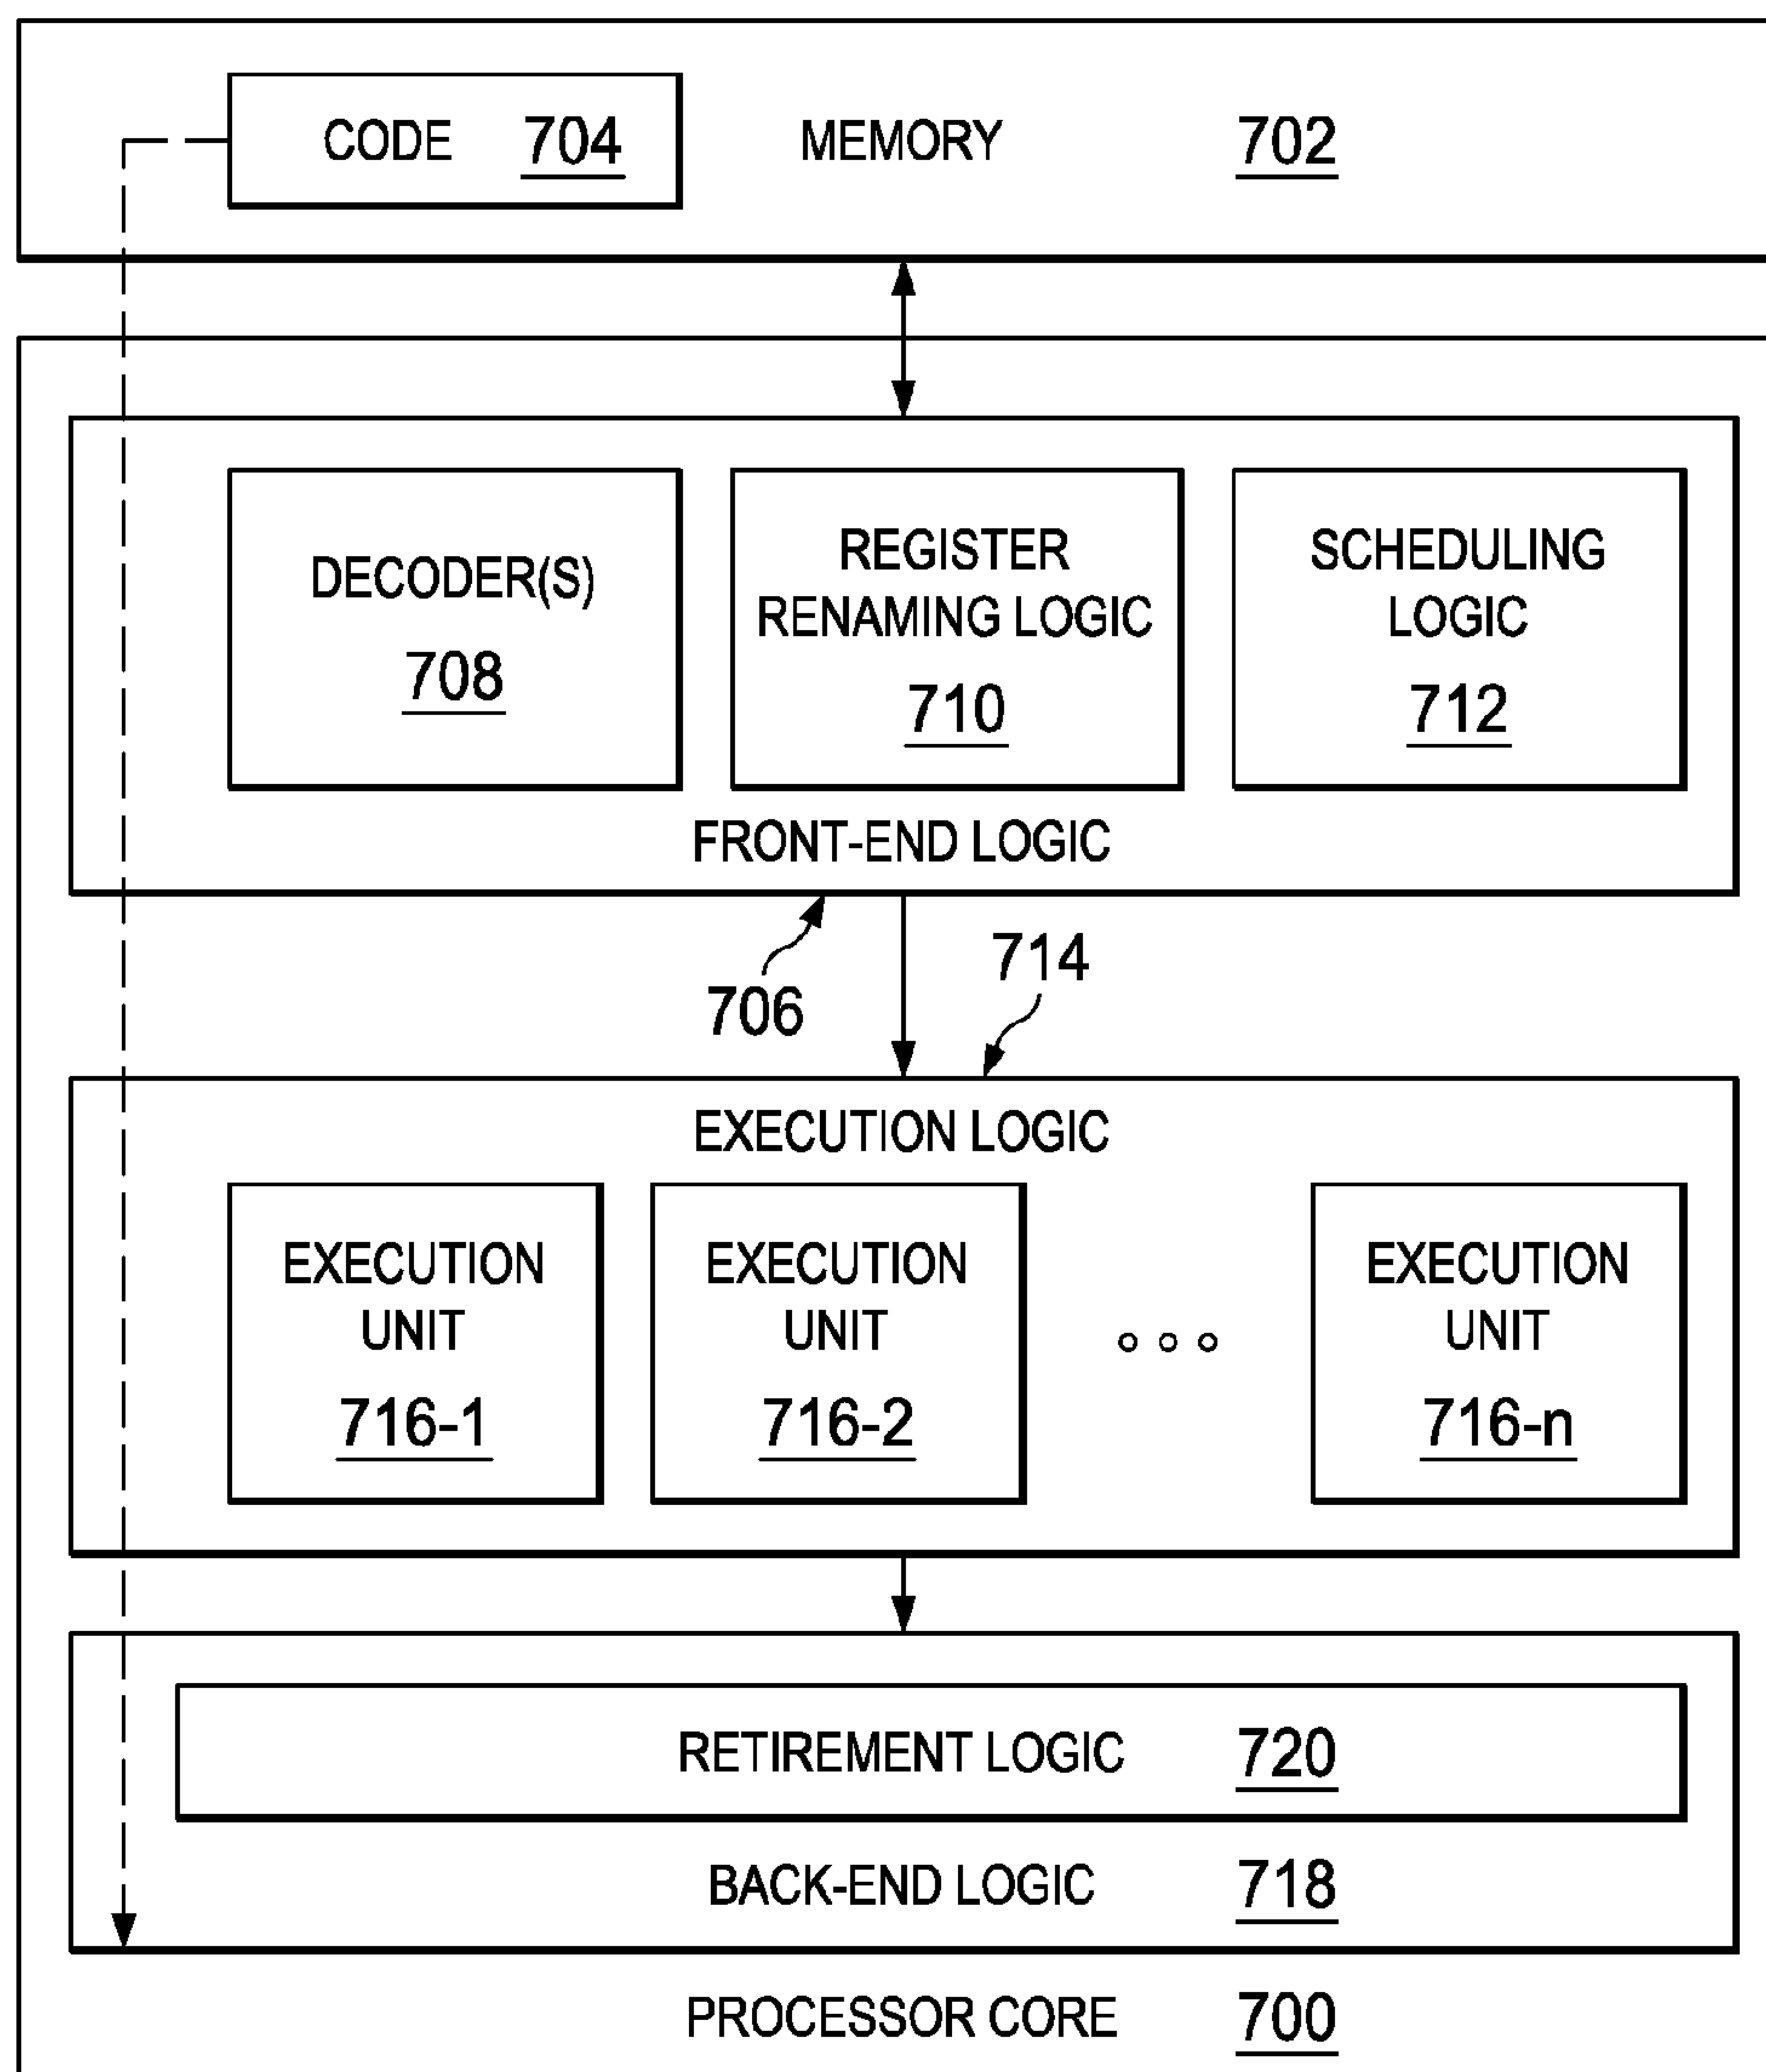 CODE 704 MEMORY 702
DECODER(S)
708
REGISTER
RENAMING LOGIC
710
SCHEDULING
LOGIC
712
FRONT-END LOGIC
706
714
EXECUTION LOGIC
EXECUTION
UNIT
716-1
EXECUTION
UNIT
716-2
EXECUTION
UNIT
716-n
RETIREMENT LOGIC 720
BACK-END LOGIC 718
PROCESSOR CORE 700